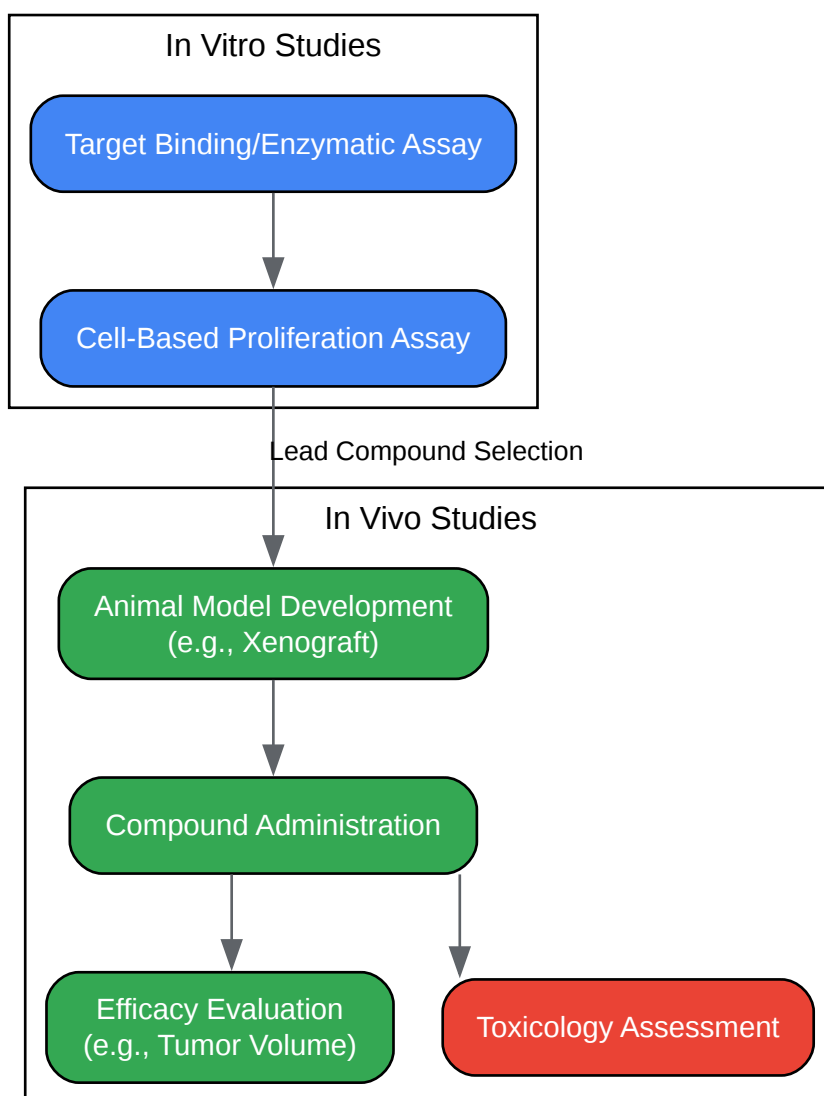 In Vitro Studies
Target Binding/Enzymatic Assay
Cell-Based Proliferation Assay
Lead Compound Selection
In Vivo Studies
Animal Model Development
(e.g., Xenograft)
Compound Administration
Efficacy Evaluation
(e.g., Tumor Volume)
Toxicology Assessment